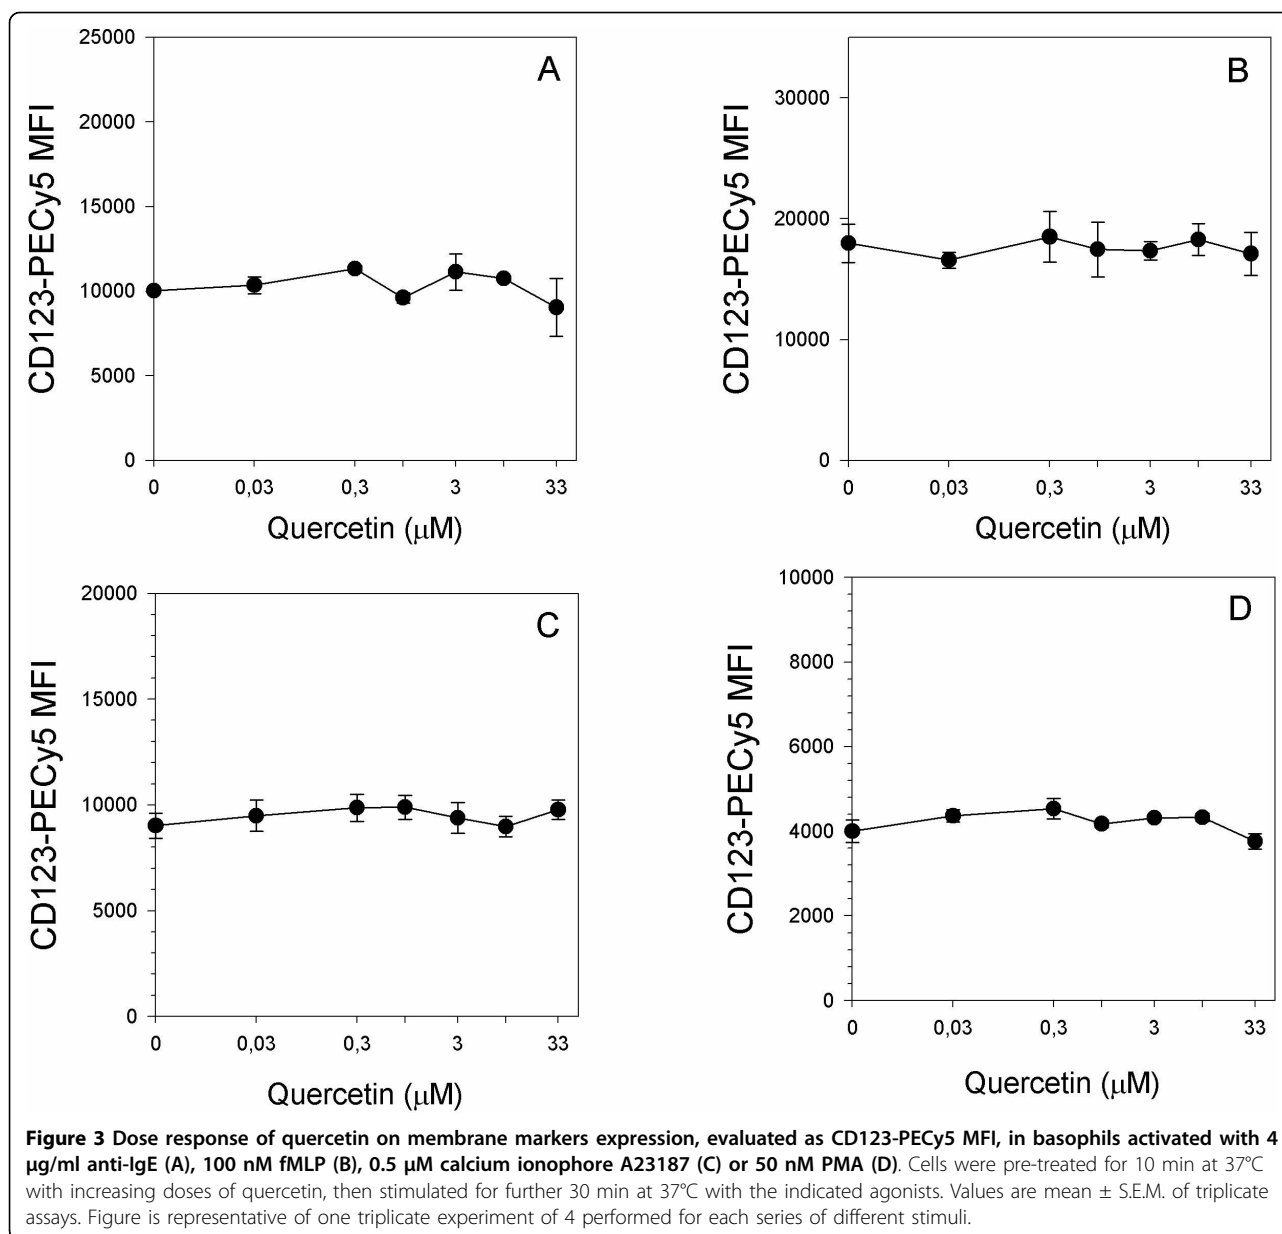 25000
20000
15000
10000
5000
0
CD123-PECy5 MFI
A
0 0,03 0,3 3 33
Quercetin (μM)
30000
20000
10000
0
CD123-PECy5 MFI
B
0 0,03 0,3 3 33
Quercetin (μM)
20000
15000
10000
5000
0
CD123-PECy5 MFI
C
0 0,03 0,3 3 33
Quercetin (μM)
10000
8000
6000
4000
2000
0
CD123-PECy5 MFI
D
0 0,03 0,3 3 33
Quercetin (μM)
Figure 3 Dose response of quercetin on membrane markers expression, evaluated as CD123-PECy5 MFI, in basophils activated with 4
μg/ml anti-IgE (A), 100 nM fMLP (B), 0.5 μM calcium ionophore A23187 (C) or 50 nM PMA (D). Cells were pre-treated for 10 min at 37°C
with increasing doses of quercetin, then stimulated for further 30 min at 37°C with the indicated agonists. Values are mean ± S.E.M. of triplicate
assays. Figure is representative of one triplicate experiment of 4 performed for each series of different stimuli.